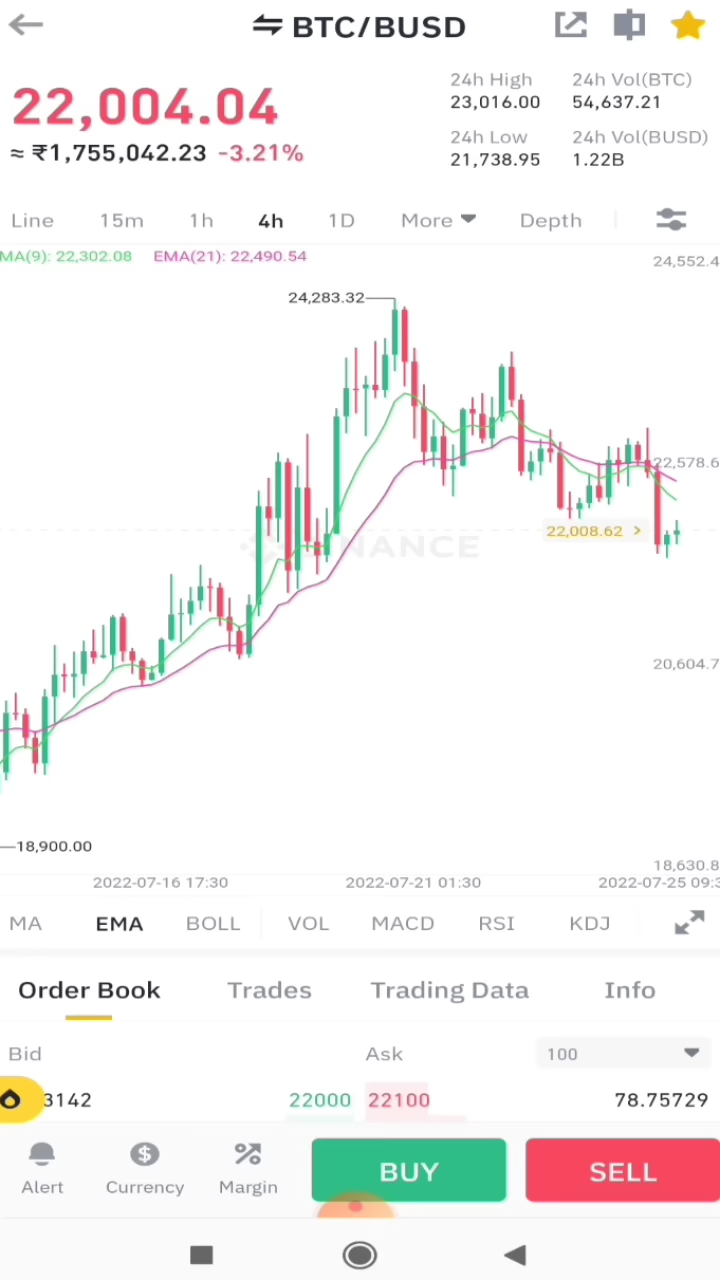 BTC/BUSD
22,004.04
≈ ₹1,755,042.23 -3.21%
24h High
23,016.00
24h Vol(BTC)
54,637.21
24h Low
21,738.95
24h Vol(BUSD)
1.22B
Line 15m 1h 4h 1D More Depth
MA(9): 22,302.08 EMA(21): 22,490.54
24,552.4
24,283.32
22,578.6
22,008.62 >
NANCE
20,604.7
18,900.00
18,630.8
2022-07-16 17:30 2022-07-21 01:30 2022-07-25 09:3
MA EMA BOLL VOL MACD RSI KDJ
Order Book Trades Trading Data Info
Bid Ask 100
3142 22000 22100 78.75729
Alert Currency Margin BUY SELL